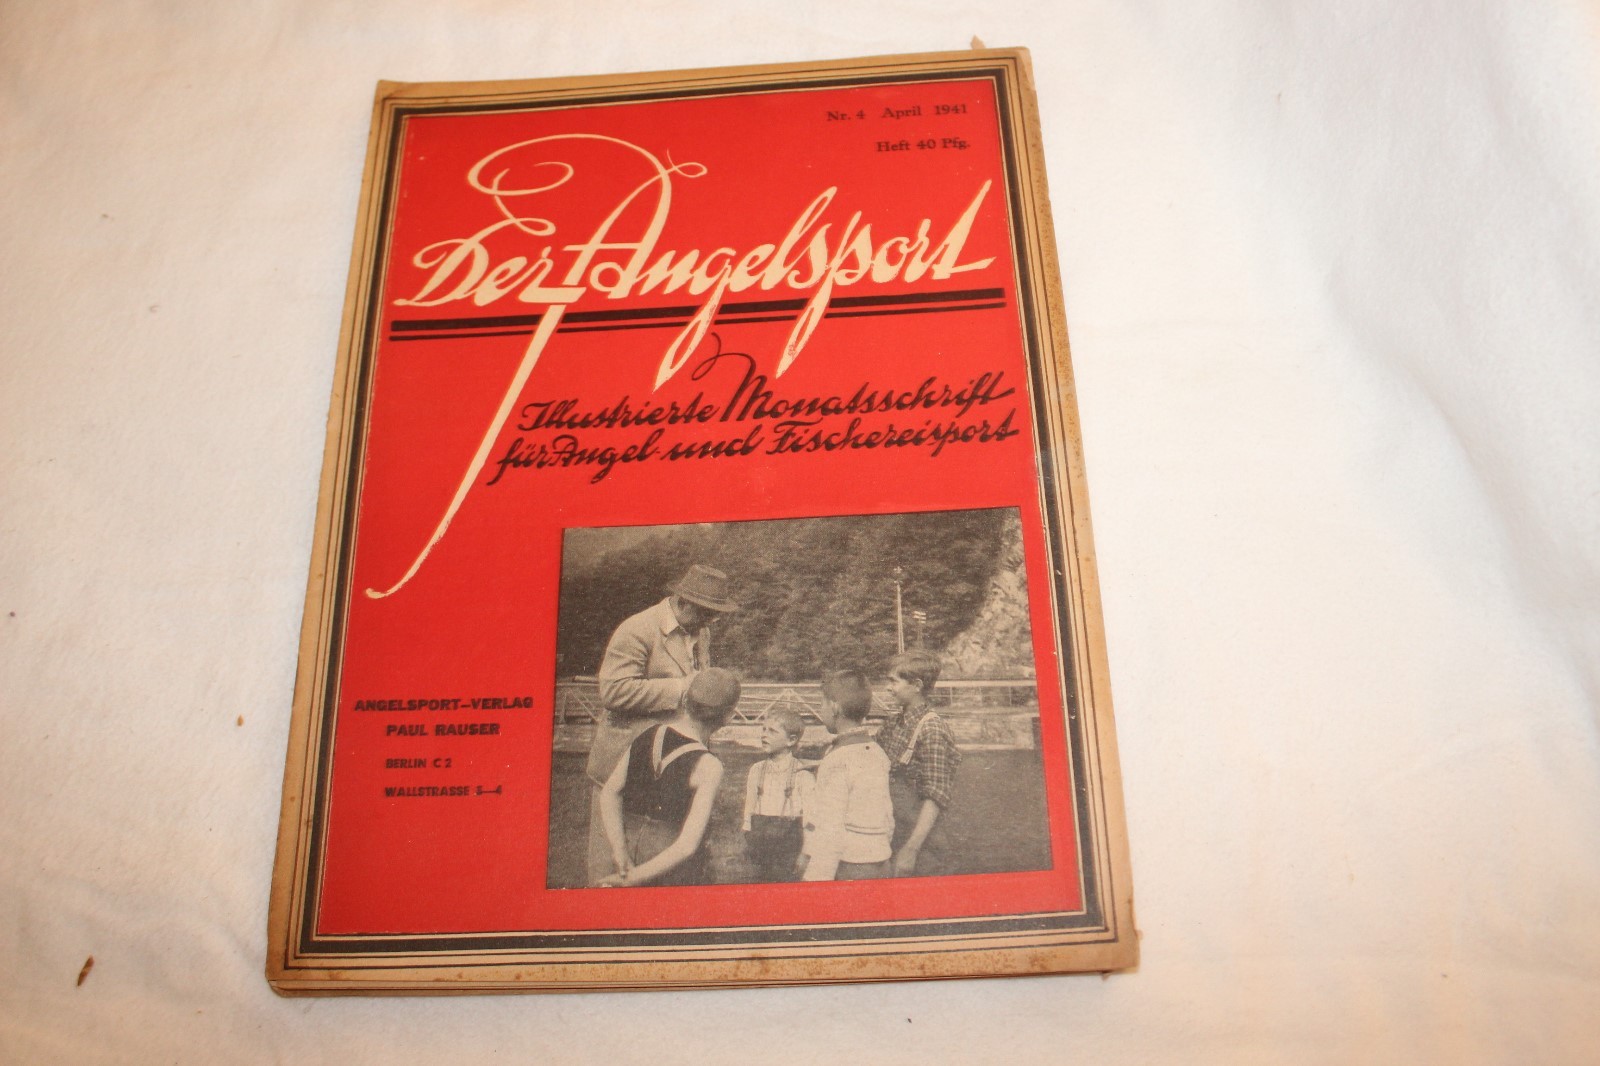 Nr. 4 April 1941
Heft 40 Pfg.
Der Angelsport
Illustrierte Monatsschrift
für Angel- und Fischereisport
ANGELSPORT-VERLAG
PAUL RAUSER
BERLIN C 2
WALLSTRASSE